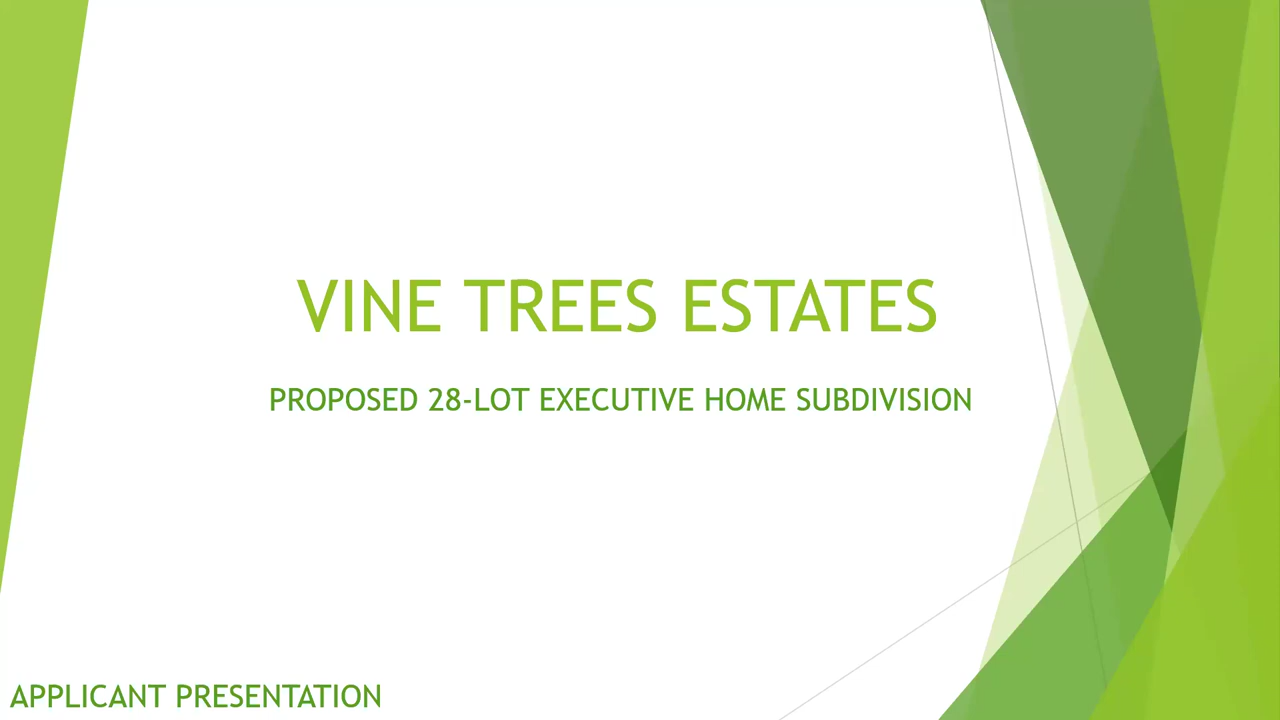 VINE TREES ESTATES
PROPOSED 28-LOT EXECUTIVE HOME SUBDIVISION
APPLICANT PRESENTATION